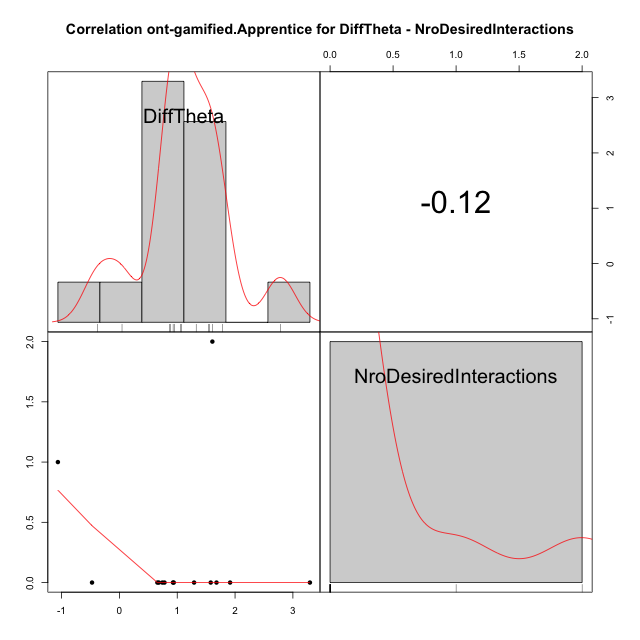 Correlation ont-gamified.Apprentice for DiffTheta - NroDesiredInteractions
0.0 0.5 1.0 1.5 2.0
DiffTheta
-0.12
3
2
1
0
-1
2.0
1.5
1.0
0.5
0.0
NroDesiredInteractions
-1 0 1 2 3